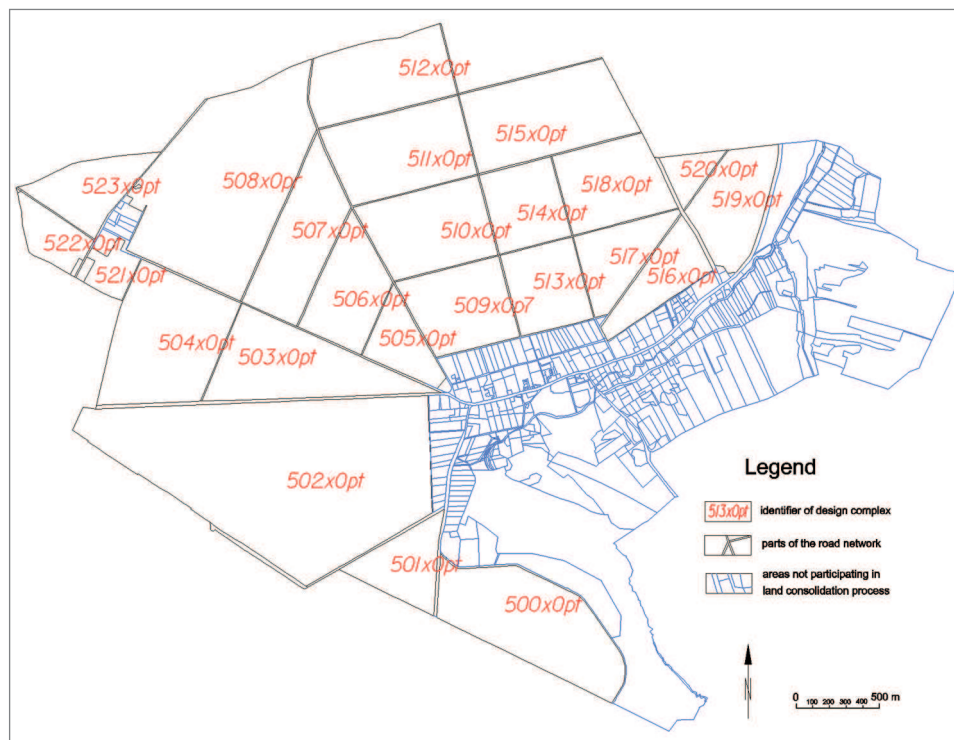 512x0pt
515x0pt
511x0pt
518x0pt
520x0pt
523x0pt
508x0pr
519x0pt
514x0pt
507x0pt
510x0pt
522x0pt
517x0pt
521x0pt
513x0pt
516x0pt
506x0pt
509x0p7
505x0pt
504x0pt
503x0pt
502x0pt
501x0pt
500x0pt
Legend
513x0pt identifier of design complex
parts of the road network
areas not participating in
land consolidation process
N
0 100 200 300 400 500 m